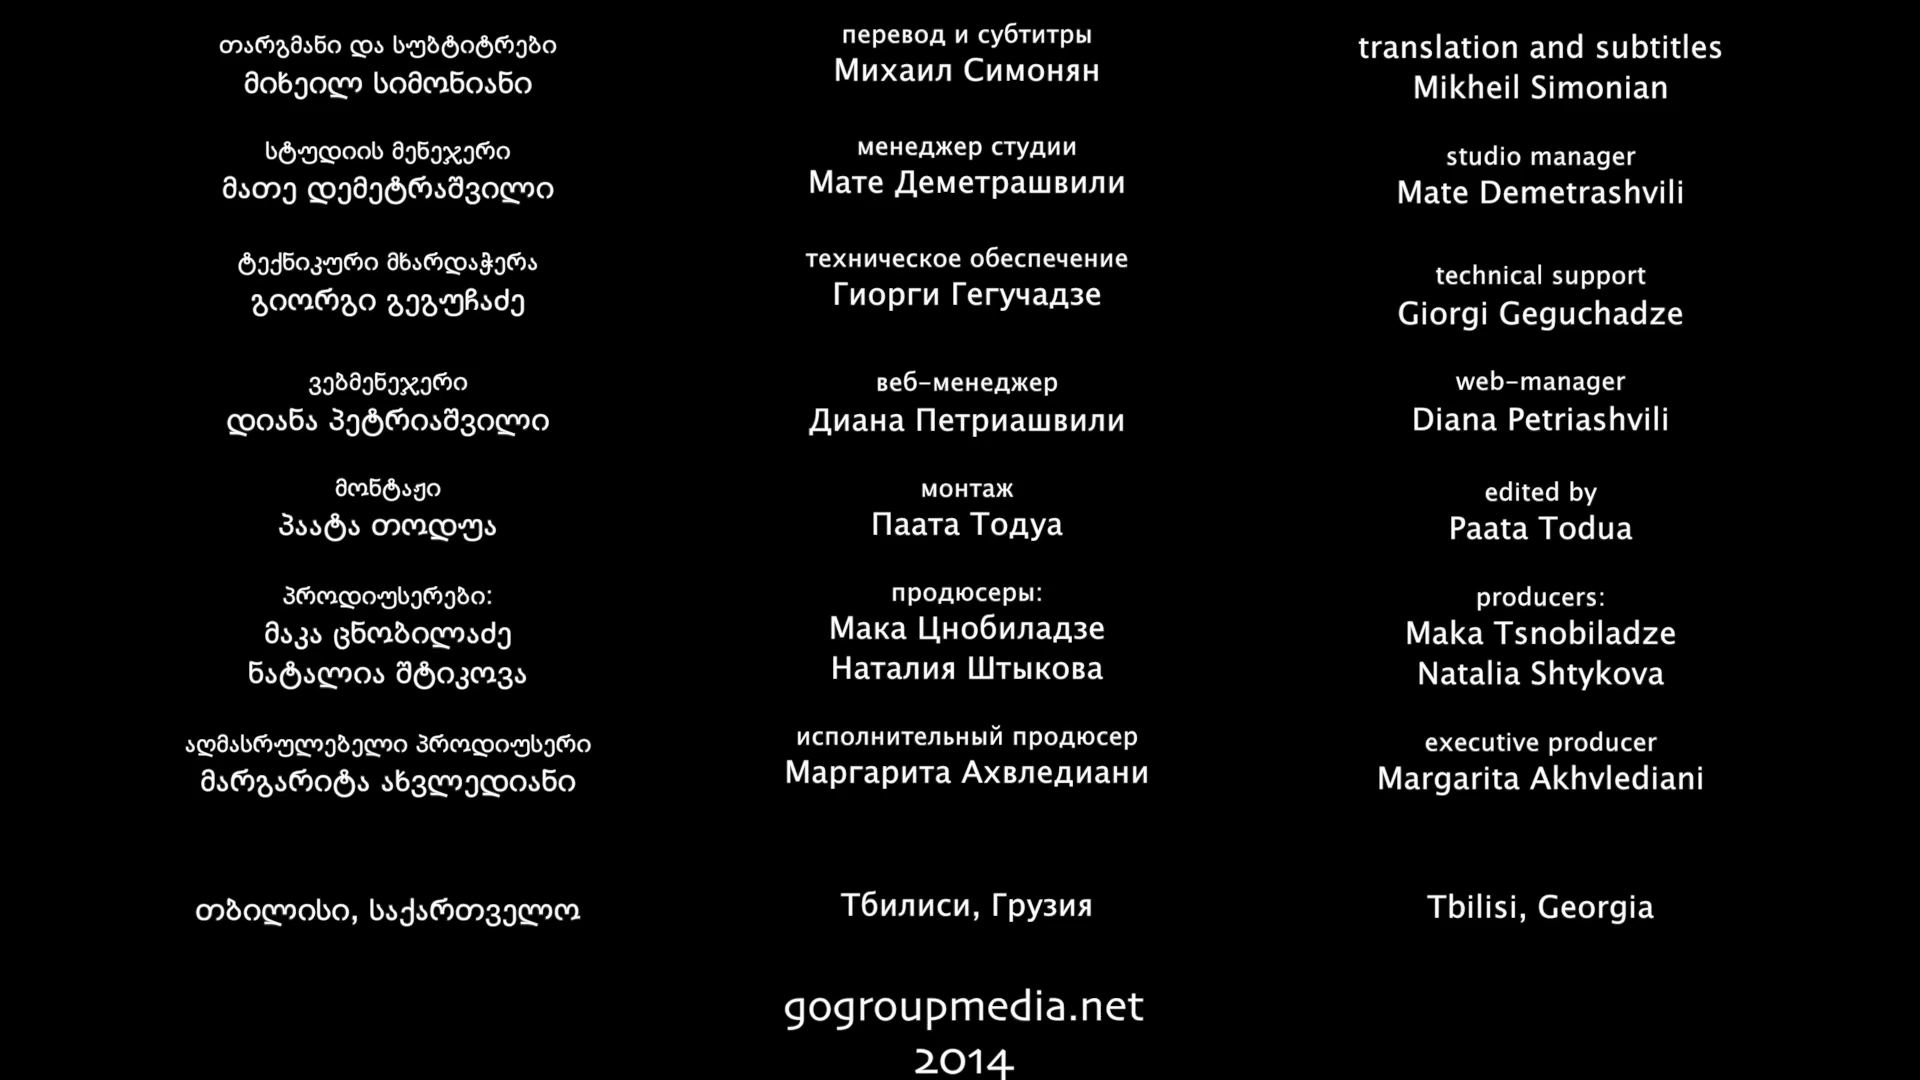 თარგმანი და სუბტიტრები
მიხეილ სიმონიანი
სტუდიის მენეჯერი
მათე დემეტრაშვილი
ტექნიკური მხარდაჭერა
გიორგი გეგუჩაძე
ვებმენეჯერი
დიანა პეტრიაშვილი
მონტაჟი
პაატა თოდუა
პროდიუსერები:
მაკა ცნობილაძე
ნატალია შტიკოვა
აღმასრულებელი პროდიუსერი
მარგარიტა ახვლედიანი
თბილისი, საქართველო
перевод и субтитры
Михаил Симонян
менеджер студии
Мате Деметрашвили
техническое обеспечение
Гиорги Гегучадзе
веб-менеджер
Диана Петриашвили
монтаж
Паата Тодуа
продюсеры:
Мака Цнобиладзе
Наталия Штыкова
исполнительный продюсер
Маргарита Ахвледиани
Тбилиси, Грузия
translation and subtitles
Mikheil Simonian
studio manager
Mate Demetrashvili
technical support
Giorgi Geguchadze
web-manager
Diana Petriashvili
edited by
Paata Todua
producers:
Maka Tsnobiladze
Natalia Shtykova
executive producer
Margarita Akhvlediani
Tbilisi, Georgia
gogroupmedia.net
2014